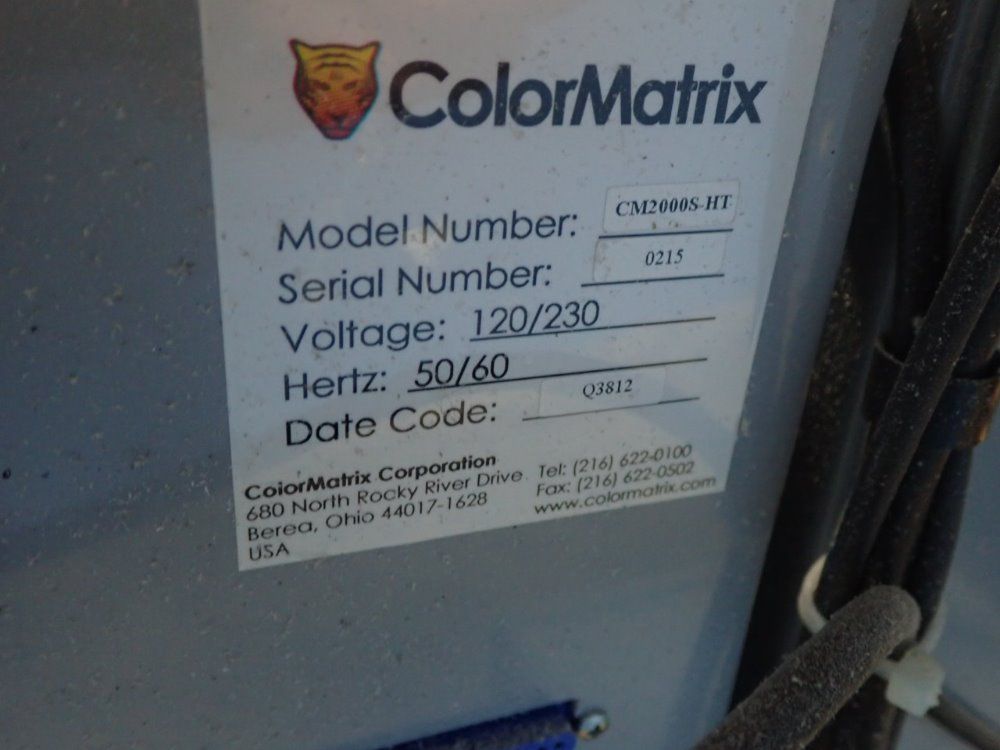 ColorMatrix
Model Number: CM2000S-HT
Serial Number: 0215
Voltage: 120/230
Hertz: 50/60
Date Code: Q3812
ColorMatrix Corporation
680 North Rocky River Drive
Berea, Ohio 44017-1628
USA
Tel: (216) 622-0100
Fax: (216) 622-0502
www.colormatrix.com